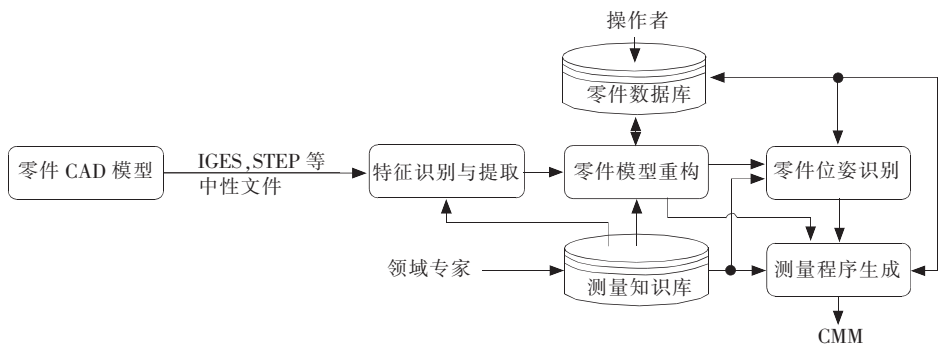 操作者
零件数据库
零件 CAD 模型
IGES,STEP 等
中性文件
特征识别与提取
零件模型重构
零件位姿识别
领域专家
测量知识库
测量程序生成
CMM